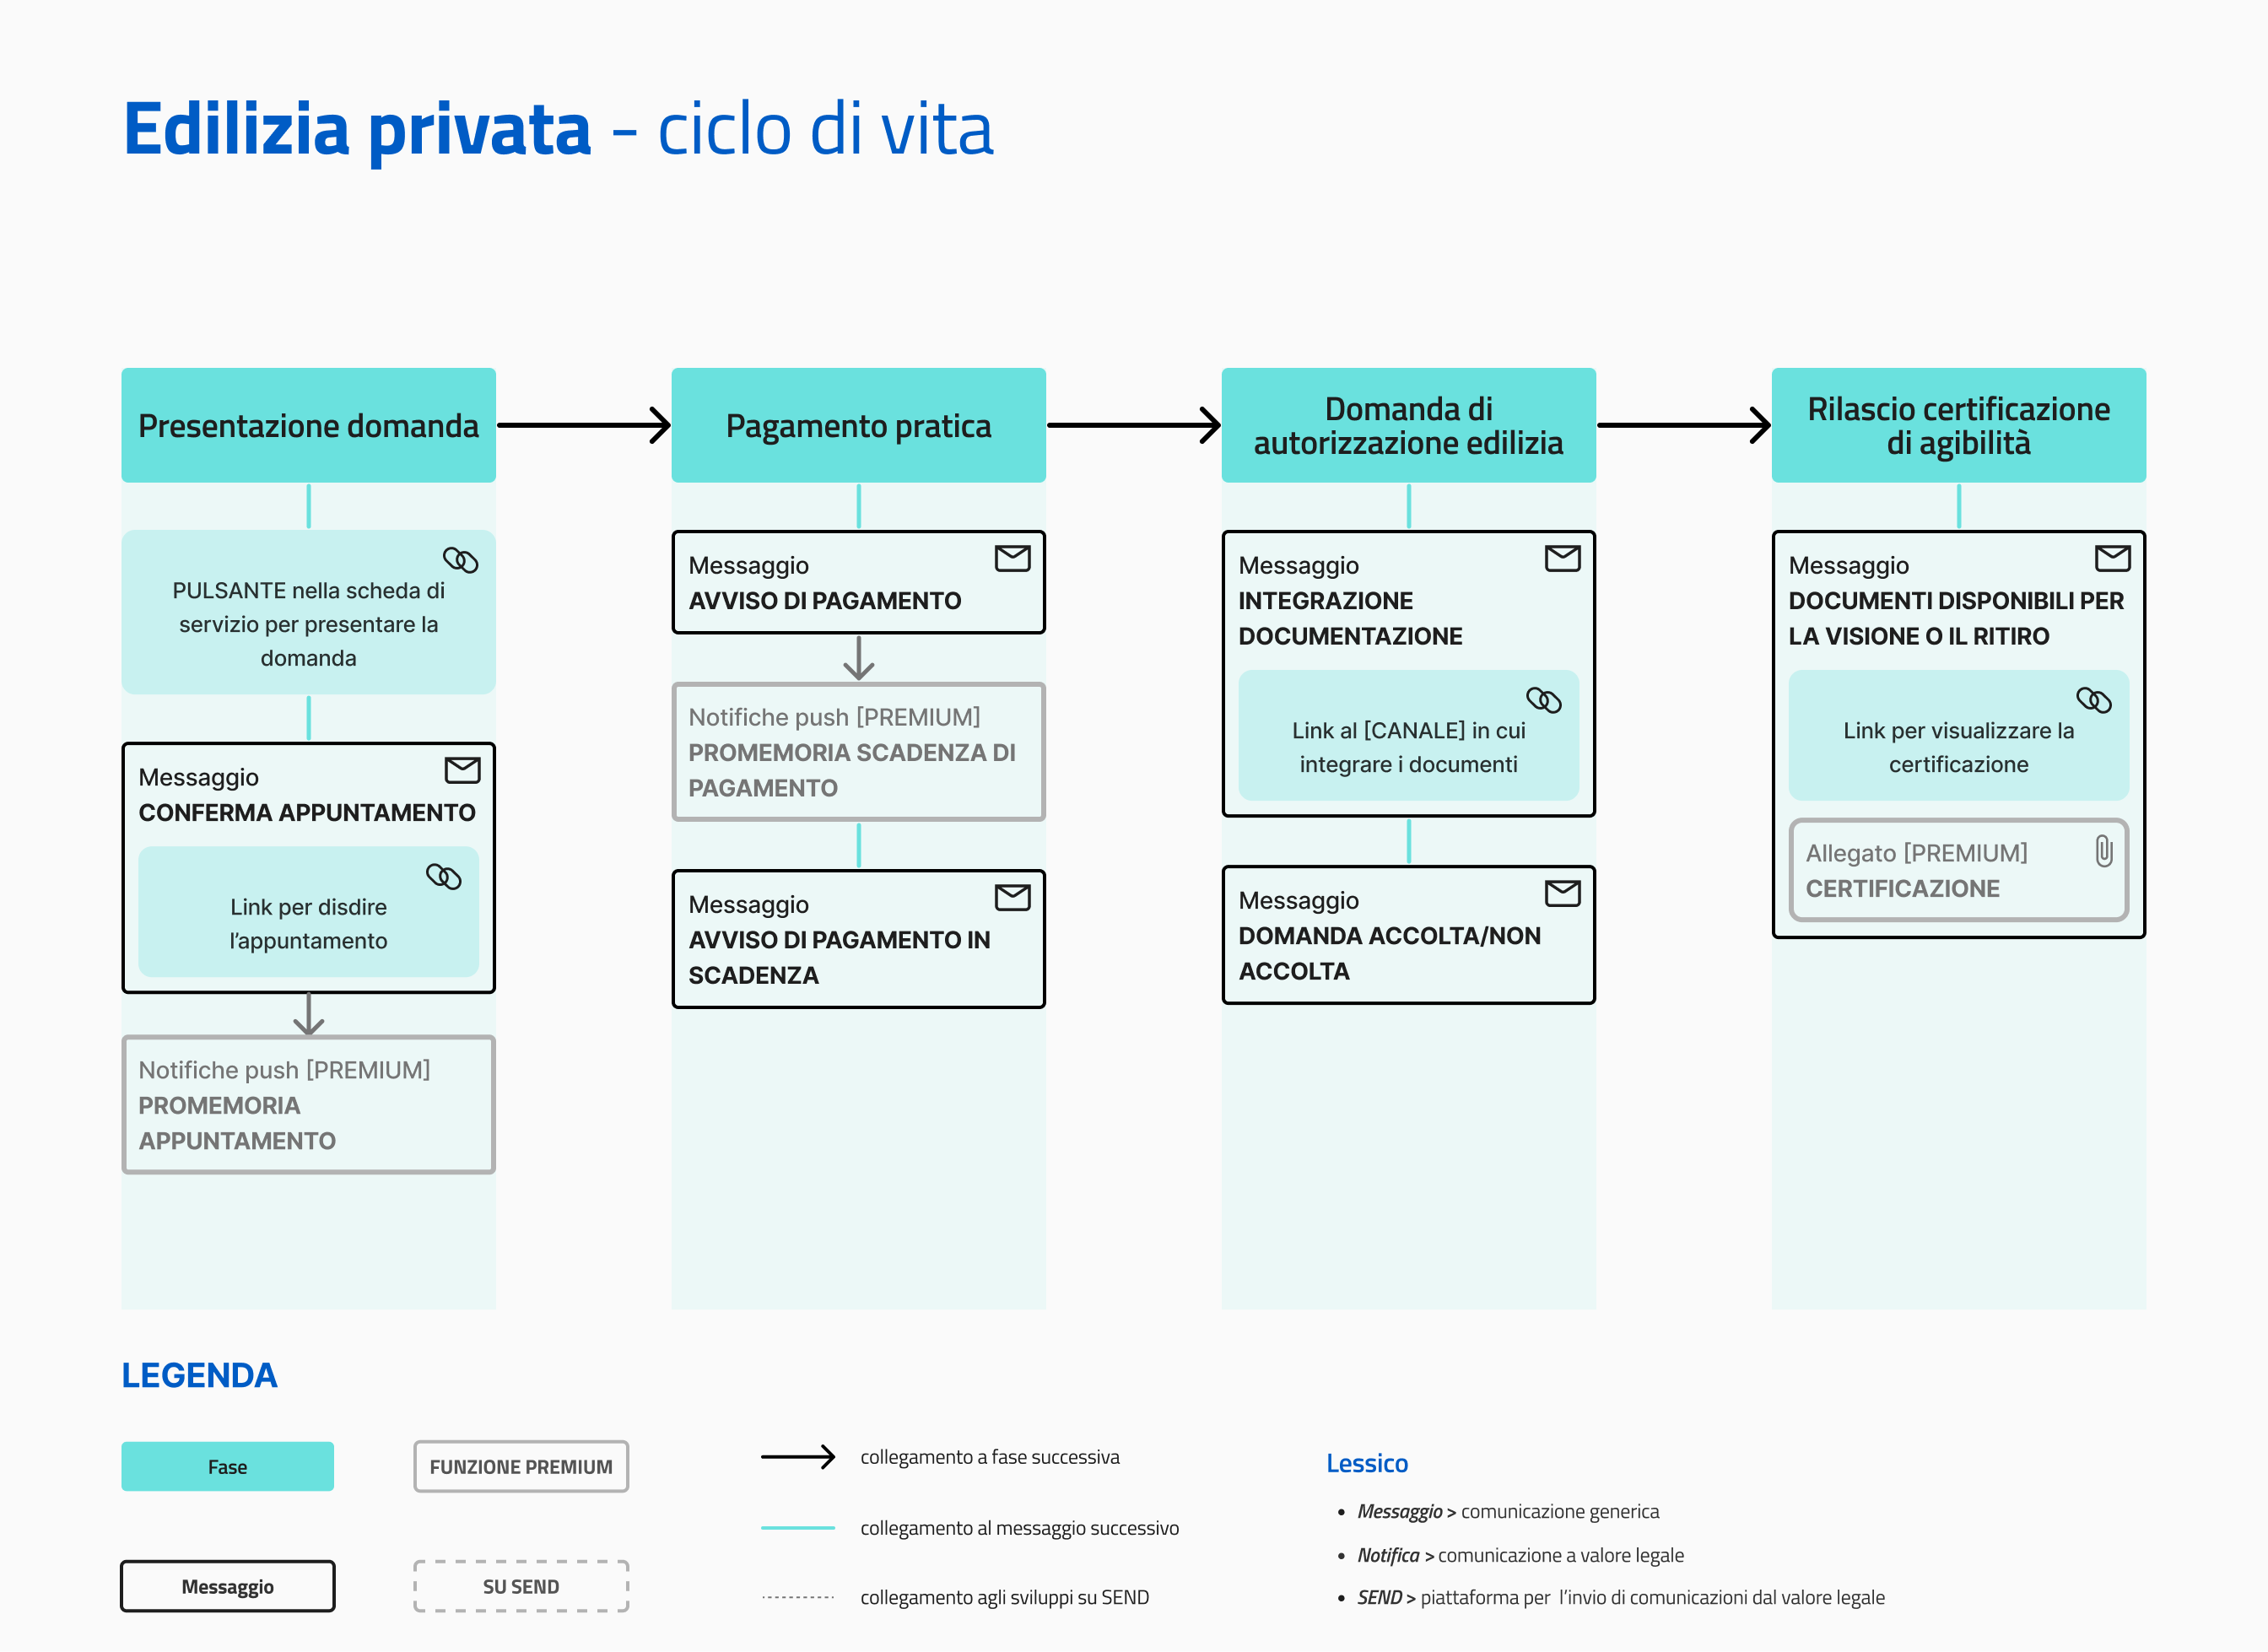 Edilizia privata - ciclo di vita
Presentazione domanda
PULSANTE nella scheda di
servizio per presentare la
domanda
Messaggio
CONFERMA APPUNTAMENTO
Link per disdire
l’appuntamento
Notifiche push [PREMIUM]
PROMEMORIA
APPUNTAMENTO
Pagamento pratica
Messaggio
AVVISO DI PAGAMENTO
Notifiche push [PREMIUM]
PROMEMORIA SCADENZA DI
PAGAMENTO
Messaggio
AVVISO DI PAGAMENTO IN
SCADENZA
Domanda di
autorizzazione edilizia
Messaggio
INTEGRAZIONE
DOCUMENTAZIONE
Link al [CANALE] in cui
integrare i documenti
Messaggio
DOMANDA ACCOLTA/NON
ACCOLTA
Rilascio certificazione
di agibilità
Messaggio
DOCUMENTI DISPONIBILI PER
LA VISIONE O IL RITIRO
Link per visualizzare la
certificazione
Allegato [PREMIUM]
CERTIFICAZIONE
LEGENDA
Fase
FUNZIONE PREMIUM
Messaggio
SU SEND
collegamento a fase successiva
collegamento al messaggio successivo
collegamento agli sviluppi su SEND
Lessico
• Messaggio > comunicazione generica
• Notifica > comunicazione a valore legale
• SEND > piattaforma per l’invio di comunicazioni dal valore legale